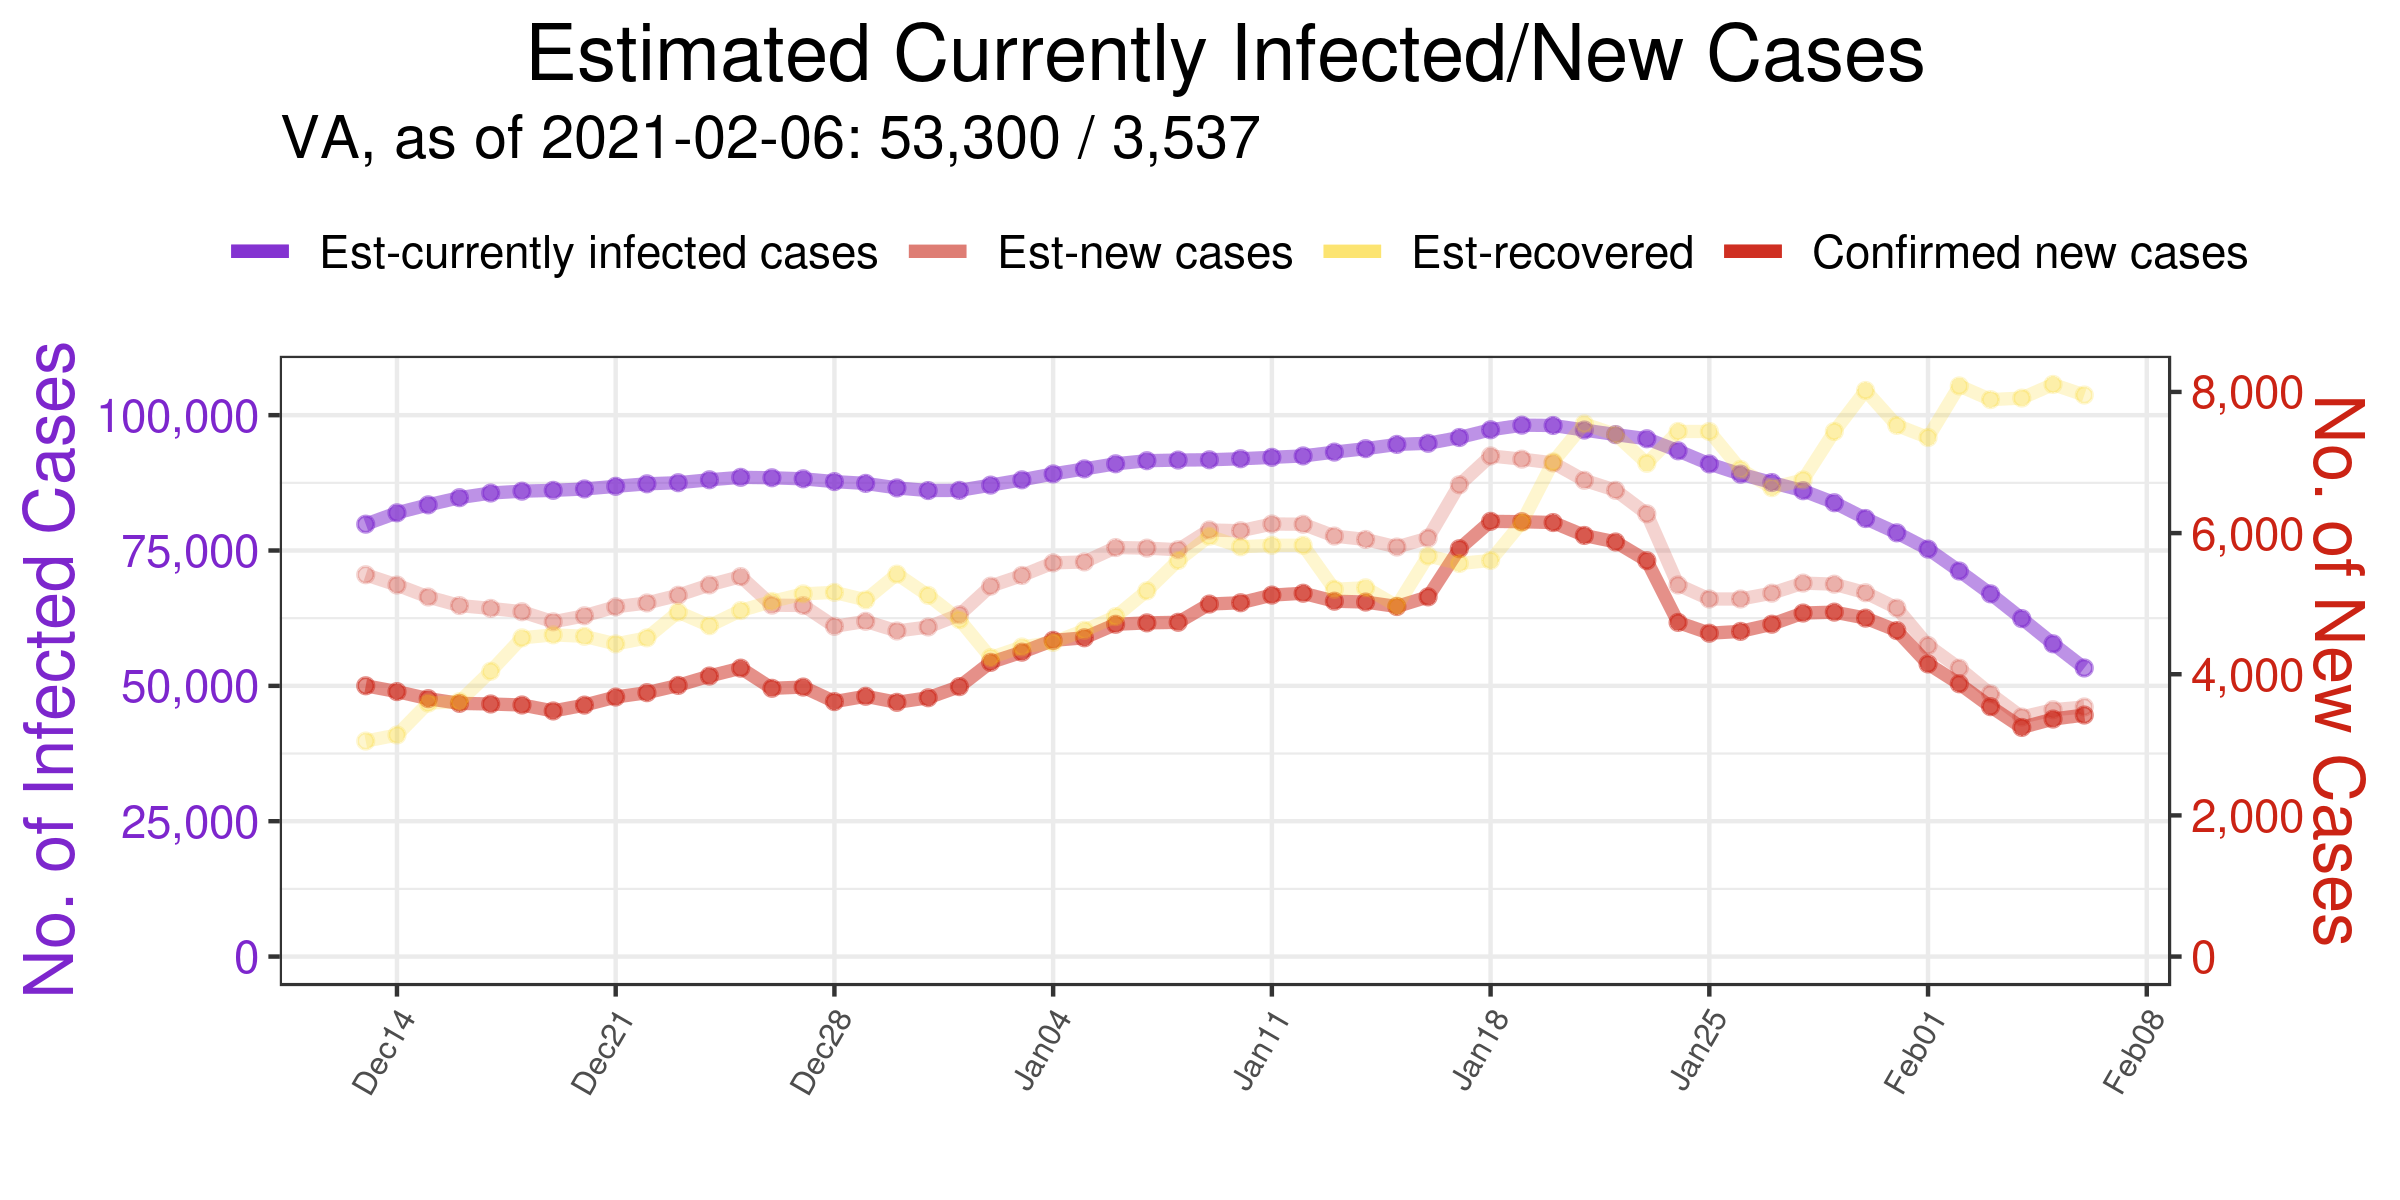 Estimated Currently Infected/New Cases
VA, as of 2021-02-06: 53,300 / 3,537
Est-currently infected cases Est-new cases Est-recovered Confirmed new cases
No. of Infected Cases
100,000
75,000
50,000
25,000
0
8,000
6,000
4,000
2,000
0
No. of New Cases
Dec14 Dec21 Dec28 Jan04 Jan11 Jan18 Jan25 Feb01 Feb08